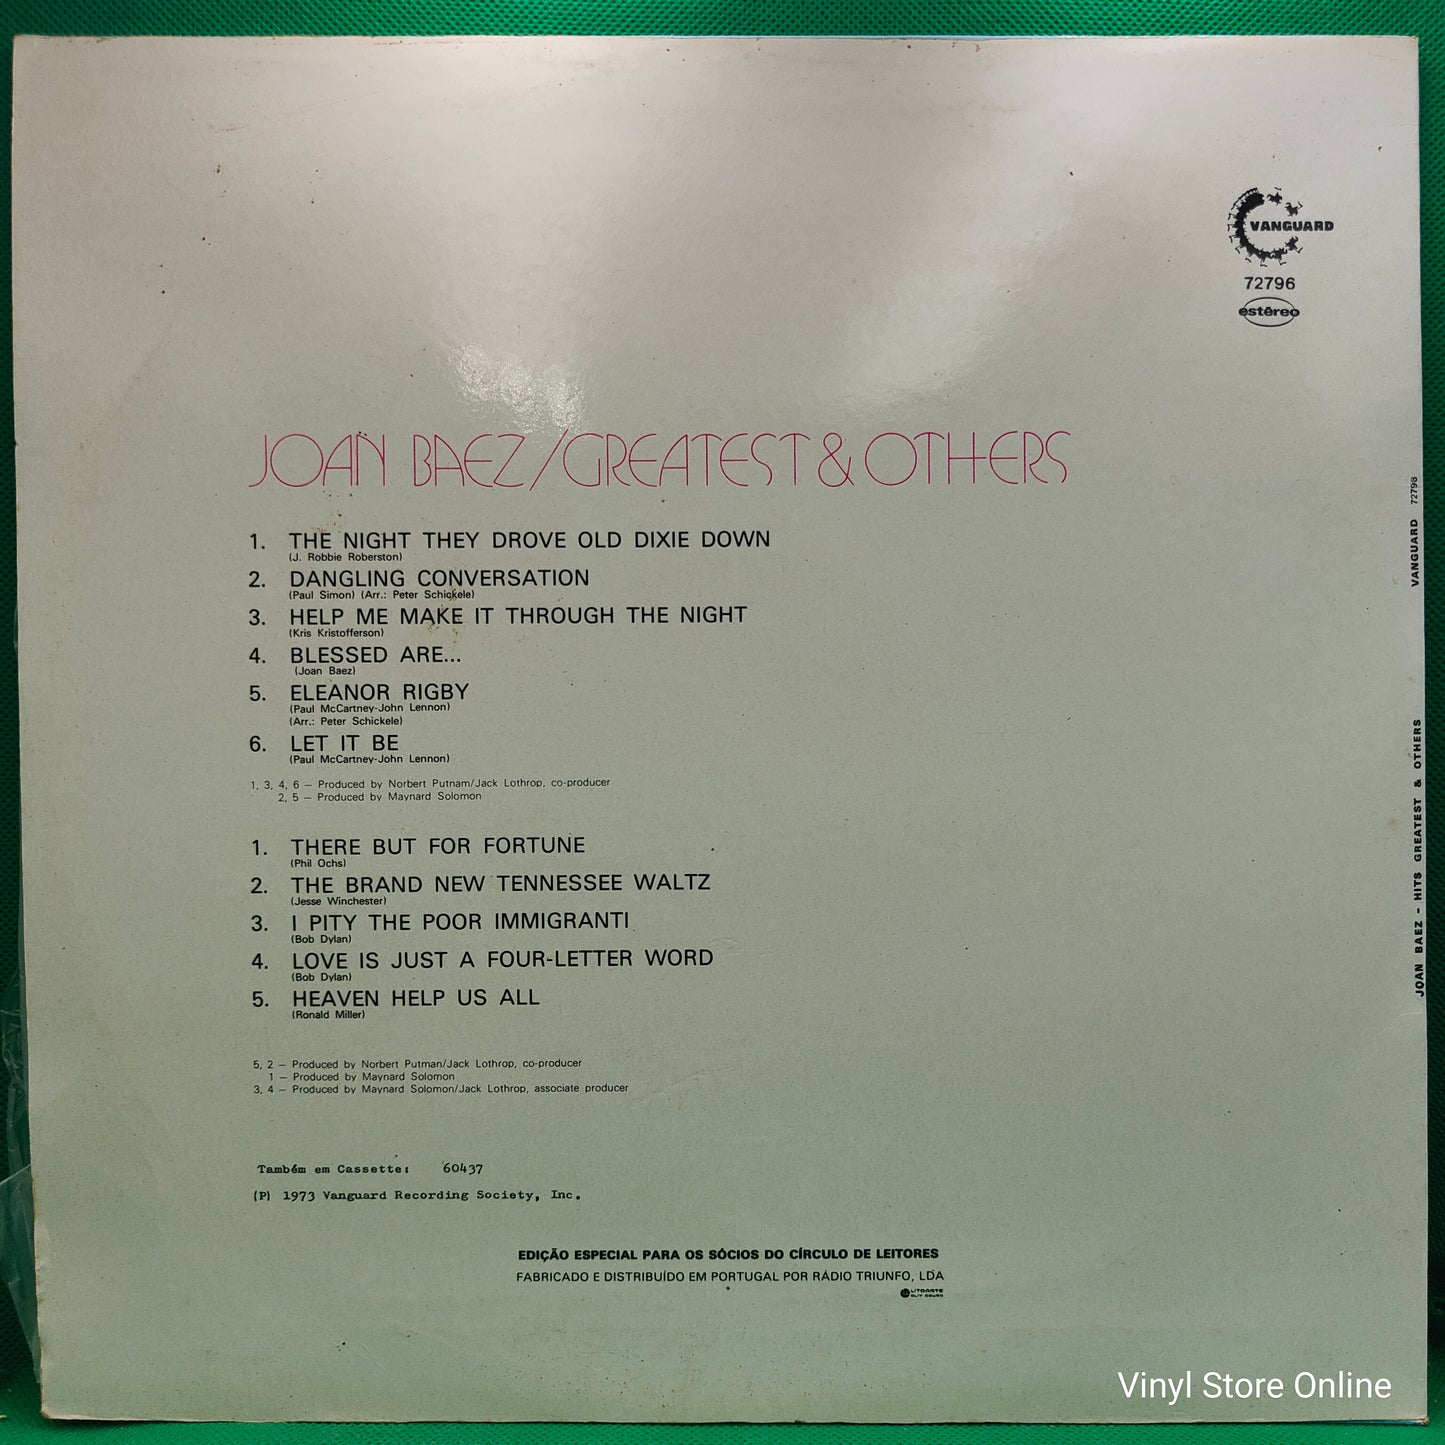 VANGUARD
72796
estéreo
JOAN BAEZ/GREATEST & OTHERS
1. THE NIGHT THEY DROVE OLD DIXIE DOWN
(J. Robbie Roberston)
2. DANGLING CONVERSATION
(Paul Simon) (Arr.: Peter Schickele)
3. HELP ME MAKE IT THROUGH THE NIGHT
(Kris Kristofferson)
4. BLESSED ARE...
(Joan Baez)
5. ELEANOR RIGBY
(Paul McCartney-John Lennon)
(Arr.: Peter Schickele)
6. LET IT BE
(Paul McCartney-John Lennon)
1, 3, 4, 6 — Produced by Norbert Putnam/Jack Lothrop, co-producer
2, 5 — Produced by Maynard Solomon
1. THERE BUT FOR FORTUNE
(Phil Ochs)
2. THE BRAND NEW TENNESSEE WALTZ
(Jesse Winchester)
3. I PITY THE POOR IMMIGRANTI
(Bob Dylan)
4. LOVE IS JUST A FOUR-LETTER WORD
(Bob Dylan)
5. HEAVEN HELP US ALL
(Ronald Miller)
5, 2 — Produced by Norbert Putman/Jack Lothrop, co-producer
1 — Produced by Maynard Solomon
3, 4 — Produced by Maynard Solomon/Jack Lothrop, associate producer
Também em Cassette: 60437
(P) 1973 Vanguard Recording Society, Inc.
EDIÇÃO ESPECIAL PARA OS SÓCIOS DO CÍRCULO DE LEITORES
FABRICADO E DISTRIBUÍDO EM PORTUGAL POR RÁDIO TRIUNFO, LDA
LITOARTE
JOAN BAEZ - HITS GREATEST & OTHERS VANGUARD 72796
Vinyl Store Online